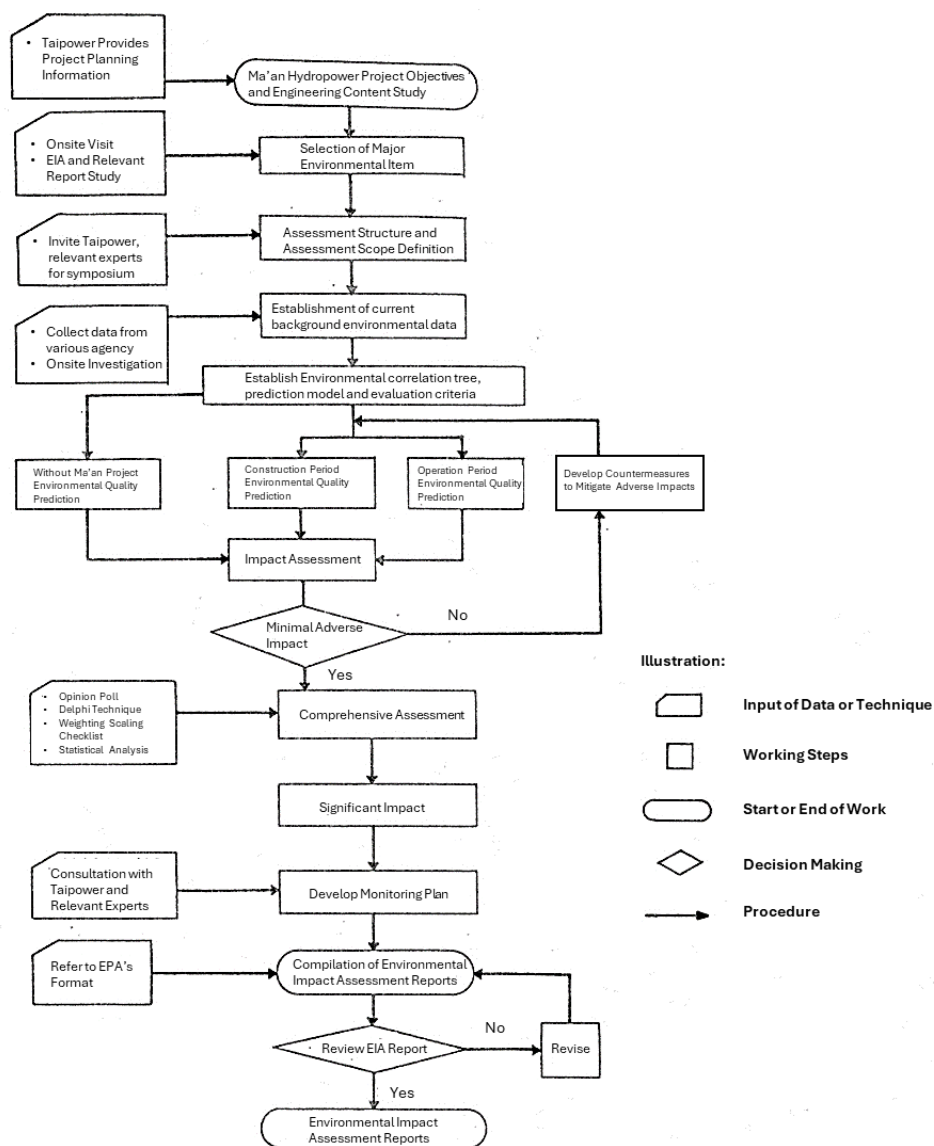 • Taipower Provides
Project Planning
Information
Ma'an Hydropower Project Objectives
and Engineering Content Study
• Onsite Visit
• EIA and Relevant
Report Study
Selection of Major
Environmental Item
• Invite Taipower,
relevant experts
for symposium
Assessment Structure and
Assessment Scope Definition
• Collect data from
various agency
• Onsite Investigation
Establishment of current
background environmental data
Establish Environmental correlation tree,
prediction model and evaluation criteria
Without Ma'an Project
Environmental Quality
Prediction
Construction Period
Environmental Quality
Prediction
Operation Period
Environmental Quality
Prediction
Develop Countermeasures
to Mitigate Adverse Impacts
Impact Assessment
Minimal Adverse
Impact
No
Yes
• Opinion Poll
• Delphi Technique
• Weighting Scaling
Checklist
• Statistical Analysis
Comprehensive Assessment
Significant Impact
Consultation with
Taipower and
Relevant Experts
Develop Monitoring Plan
Refer to EPA's
Format
Compilation of Environmental
Impact Assessment Reports
Review EIA Report
No
Revise
Yes
Environmental Impact
Assessment Reports
Illustration:
Input of Data or Technique
Working Steps
Start or End of Work
Decision Making
Procedure